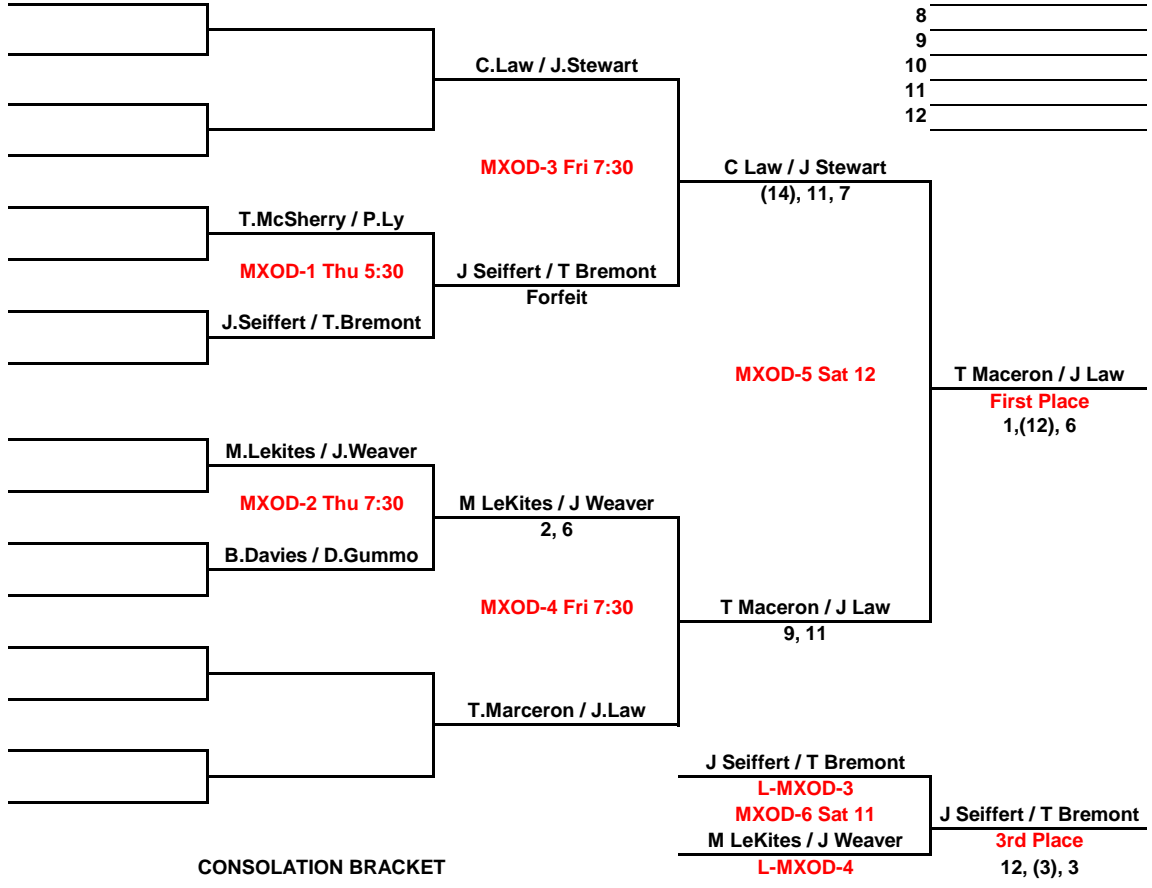 8
9
C.Law / J.Stewart
10
11
12
MXOD-3 Fri 7:30
C Law / J Stewart
(14), 11, 7
T.McSherry / P.Ly
MXOD-1 Thu 5:30
J Seiffert / T Bremont
Forfeit
J.Seiffert / T.Bremont
MXOD-5 Sat 12
T Maceron / J Law
First Place
1,(12), 6
M.Lekites / J.Weaver
MXOD-2 Thu 7:30
M LeKites / J Weaver
2, 6
B.Davies / D.Gummo
MXOD-4 Fri 7:30
T Maceron / J Law
9, 11
T.Marceron / J.Law
J Seiffert / T Bremont
L-MXOD-3
MXOD-6 Sat 11
J Seiffert / T Bremont
M LeKites / J Weaver
3rd Place
CONSOLATION BRACKET
L-MXOD-4
12, (3), 3